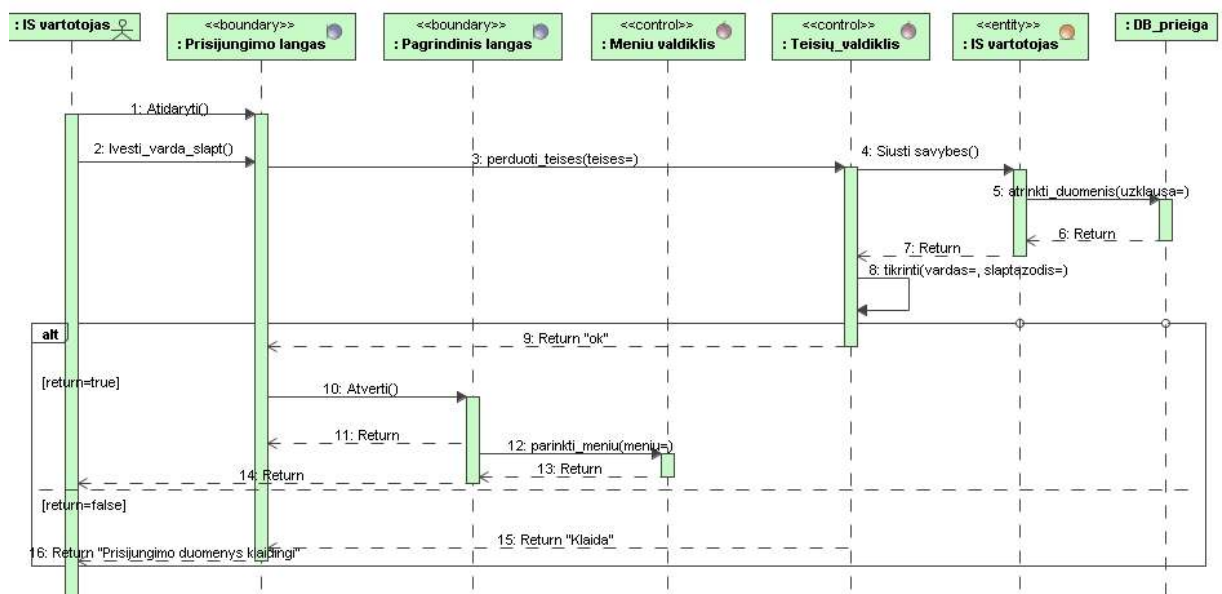 : IS vartotojas
<<boundary>>
: Prisijungimo langas
<<boundary>>
: Pagrindinis langas
<<control>>
: Meniu valdiklis
<<control>>
: Teisių_valdiklis
<<entity>>
: IS vartotojas
: DB_prieiga
1: Atidaryti()
2: Ivesti_varda_slapt()
3: perduoti_teises(teises=)
4: Siusti savybes()
5: atrinkti_duomenis(uzklausa=)
6: Return
7: Return
8: tikrinti(vardas=, slaptazodis=)
alt
9: Return "ok"
[return=true]
10: Atverti()
11: Return
12: parinkti_meniu(meniu=)
13: Return
14: Return
[return=false]
15: Return "Klaida"
16: Return "Prisijungimo duomenys klaidingi"